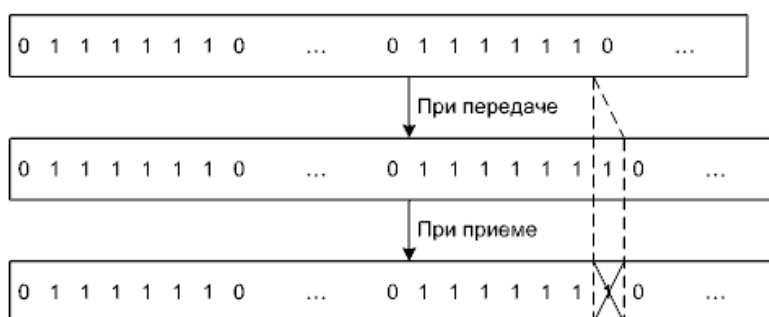 0 1 1 1 1 1 1 0 ... 0 1 1 1 1 1 1 0 ...
При передаче
0 1 1 1 1 1 1 0 ... 0 1 1 1 1 1 1 1 0 ...
При приеме
0 1 1 1 1 1 1 0 ... 0 1 1 1 1 1 1 1 0 ...